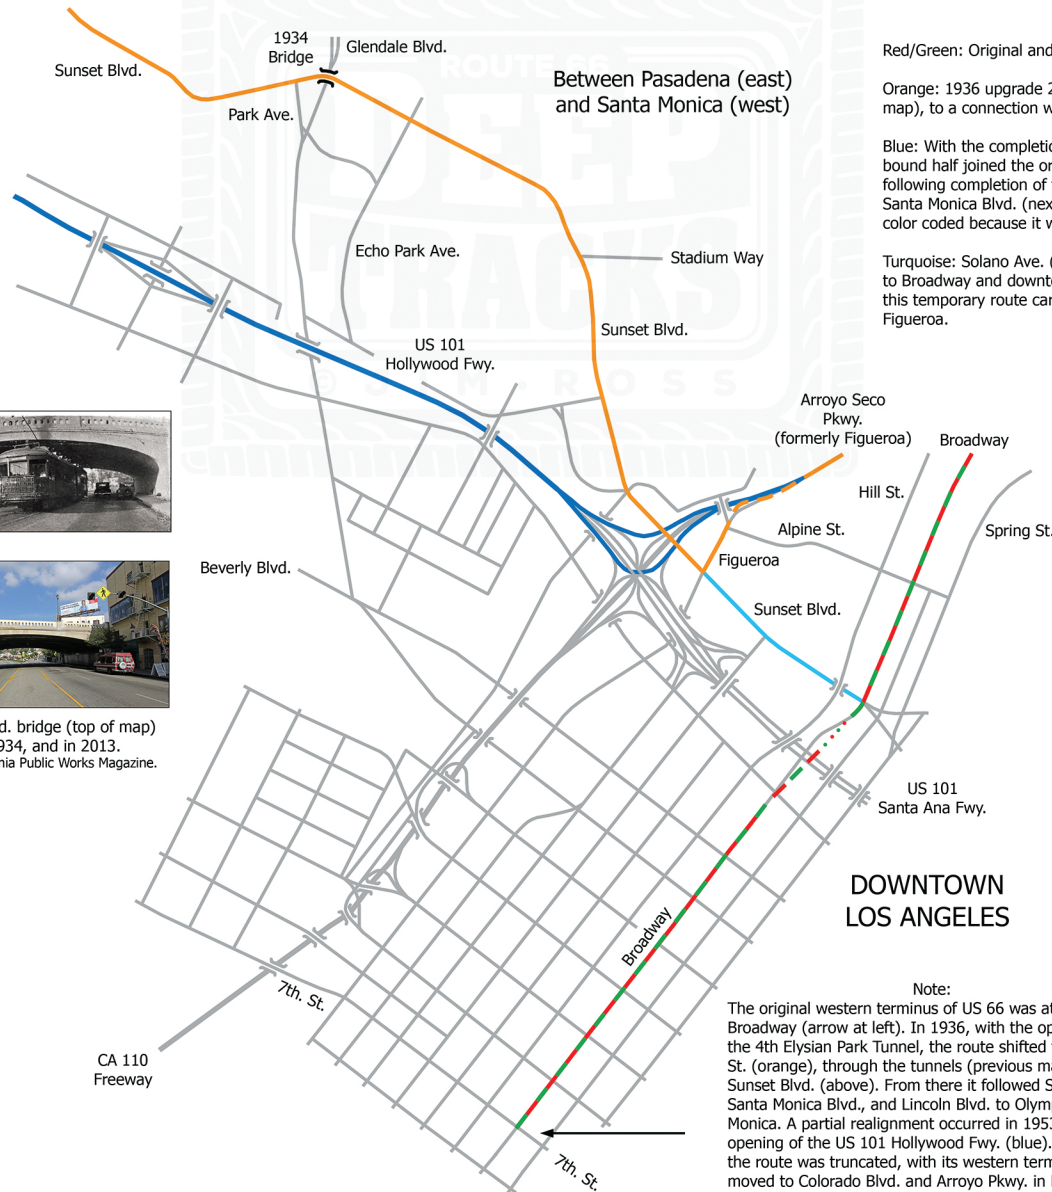 1934
Bridge
Glendale Blvd.
Sunset Blvd.
Park Ave.
ROUTE 66
DEEP
TRACKS
© JIM • ROSS
Between Pasadena (east)
and Santa Monica (west)
Red/Green: Original and
Orange: 1936 upgrade 2
map), to a connection w
Blue: With the completio
bound half joined the or
following completion of
Santa Monica Blvd. (nex
color coded because it w
Turquoise: Solano Ave. (
to Broadway and downto
this temporary route car
Figueroa.
Echo Park Ave.
Stadium Way
Sunset Blvd.
US 101
Hollywood Fwy.
Arroyo Seco
Pkwy.
(formerly Figueroa)
Broadway
Hill St.
Alpine St.
Spring St.
Figueroa
Beverly Blvd.
Sunset Blvd.
d. bridge (top of map)
934, and in 2013.
nia Public Works Magazine.
US 101
Santa Ana Fwy.
DOWNTOWN
LOS ANGELES
Broadway
7th. St.
CA 110
Freeway
7th. St.
Note:
The original western terminus of US 66 was at
Broadway (arrow at left). In 1936, with the op
the 4th Elysian Park Tunnel, the route shifted
St. (orange), through the tunnels (previous ma
Sunset Blvd. (above). From there it followed S
Santa Monica Blvd., and Lincoln Blvd. to Olym
Monica. A partial realignment occurred in 1953
opening of the US 101 Hollywood Fwy. (blue).
the route was truncated, with its western term
moved to Colorado Blvd. and Arroyo Pkwy. in